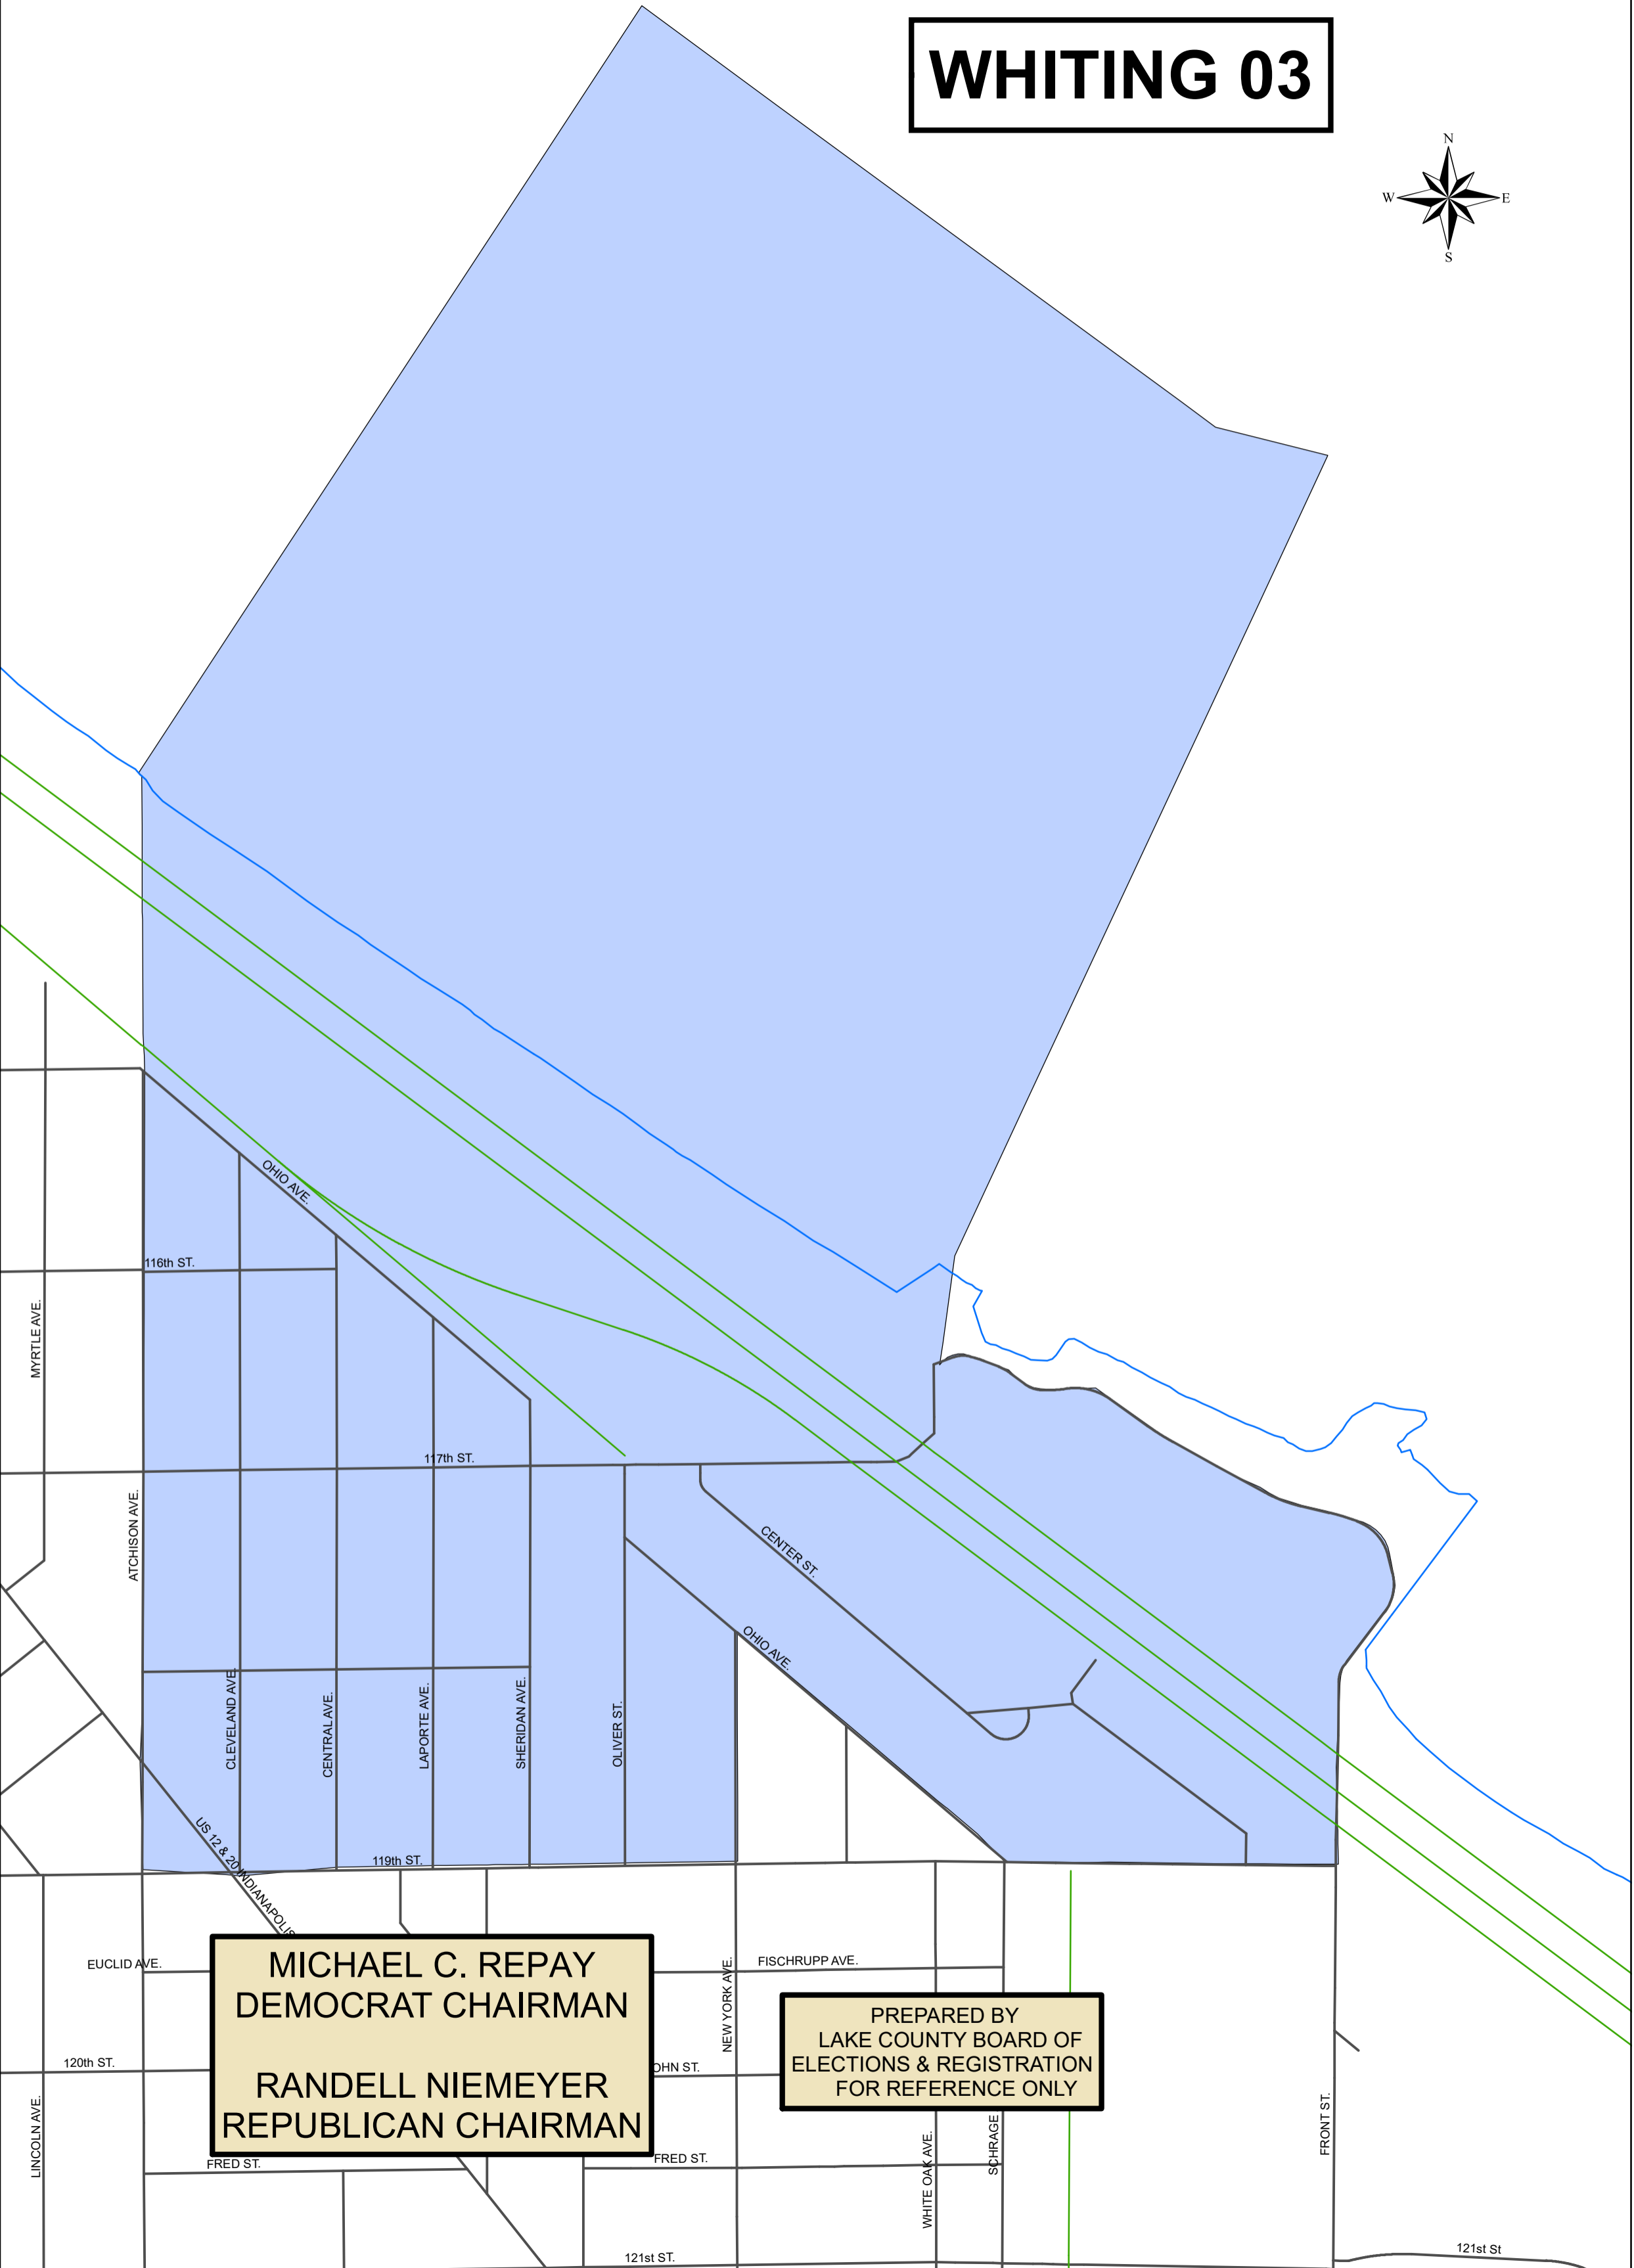 WHITING 03
N
W
E
S
OHIO AVE.
116th ST.
MYRTLE AVE.
117th ST.
ATCHISON AVE.
CENTER ST.
OHIO AVE.
CLEVELAND AVE.
CENTRAL AVE.
LAPORTE AVE.
SHERIDAN AVE.
OLIVER ST.
US 12 & 20 INDIANAPOLIS
119th ST.
EUCLID AVE.
FISCHRUPP AVE.
NEW YORK AVE.
MICHAEL C. REPAY
DEMOCRAT CHAIRMAN
RANDELL NIEMEYER
REPUBLICAN CHAIRMAN
PREPARED BY
LAKE COUNTY BOARD OF
ELECTIONS & REGISTRATION
FOR REFERENCE ONLY
120th ST.
OHN ST.
LINCOLN AVE.
FRED ST.
FRED ST.
WHITE OAK AVE.
SCHRAGE
FRONT ST.
121st ST.
121st St